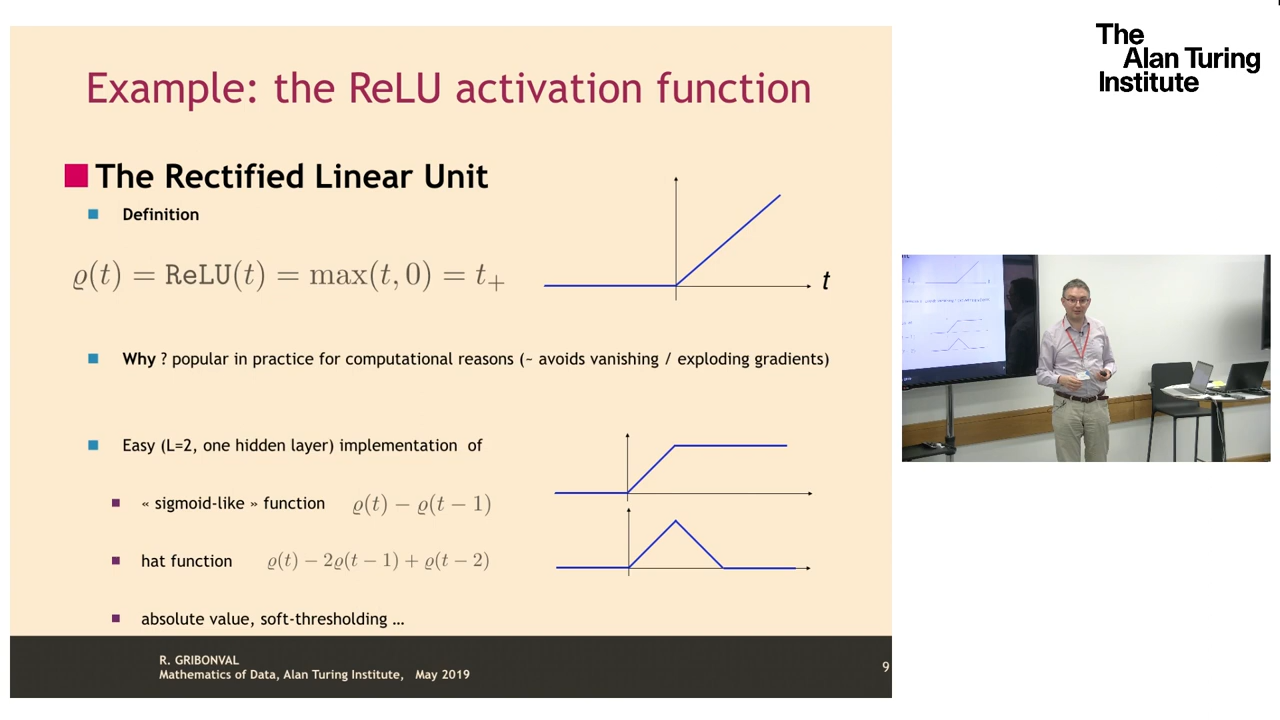 Example: the ReLU activation function
The Rectified Linear Unit
Definition
ϱ(t) = ReLU(t) = max(t, 0) = t₊
t
Why ? popular in practice for computational reasons (~ avoids vanishing / exploding gradients)
Easy (L=2, one hidden layer) implementation of
« sigmoid-like » function ϱ(t) − ϱ(t − 1)
hat function ϱ(t) − 2ϱ(t − 1) + ϱ(t − 2)
absolute value, soft-thresholding …
R. GRIBONVAL
Mathematics of Data, Alan Turing Institute, May 2019
9
The
Alan Turing
Institute